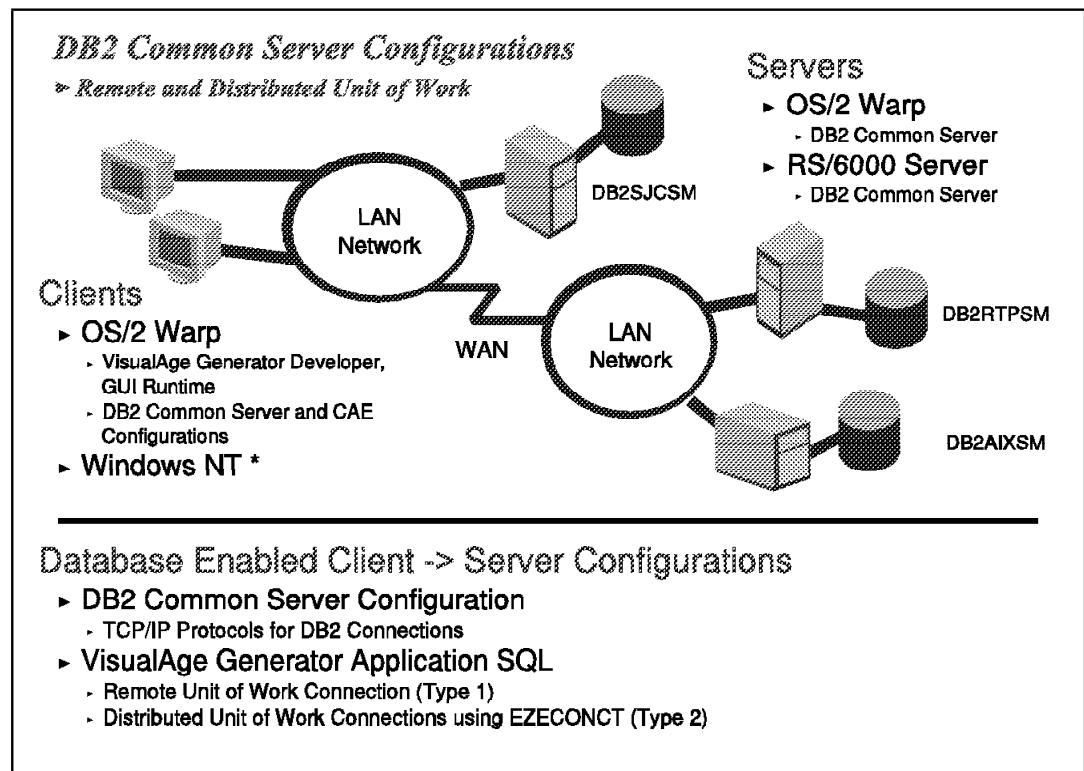 DB2 Common Server Configurations
► Remote and Distributed Unit of Work
Servers
► OS/2 Warp
‣ DB2 Common Server
► RS/6000 Server
‣ DB2 Common Server
DB2SJCSM
LAN
Network
Clients
► OS/2 Warp
‣ VisualAge Generator Developer,
GUI Runtime
‣ DB2 Common Server and CAE
Configurations
► Windows NT *
WAN
LAN
Network
DB2RTPSM
DB2AIXSM
Database Enabled Client -> Server Configurations
► DB2 Common Server Configuration
‣ TCP/IP Protocols for DB2 Connections
► VisualAge Generator Application SQL
‣ Remote Unit of Work Connection (Type 1)
‣ Distributed Unit of Work Connections using EZECONCT (Type 2)